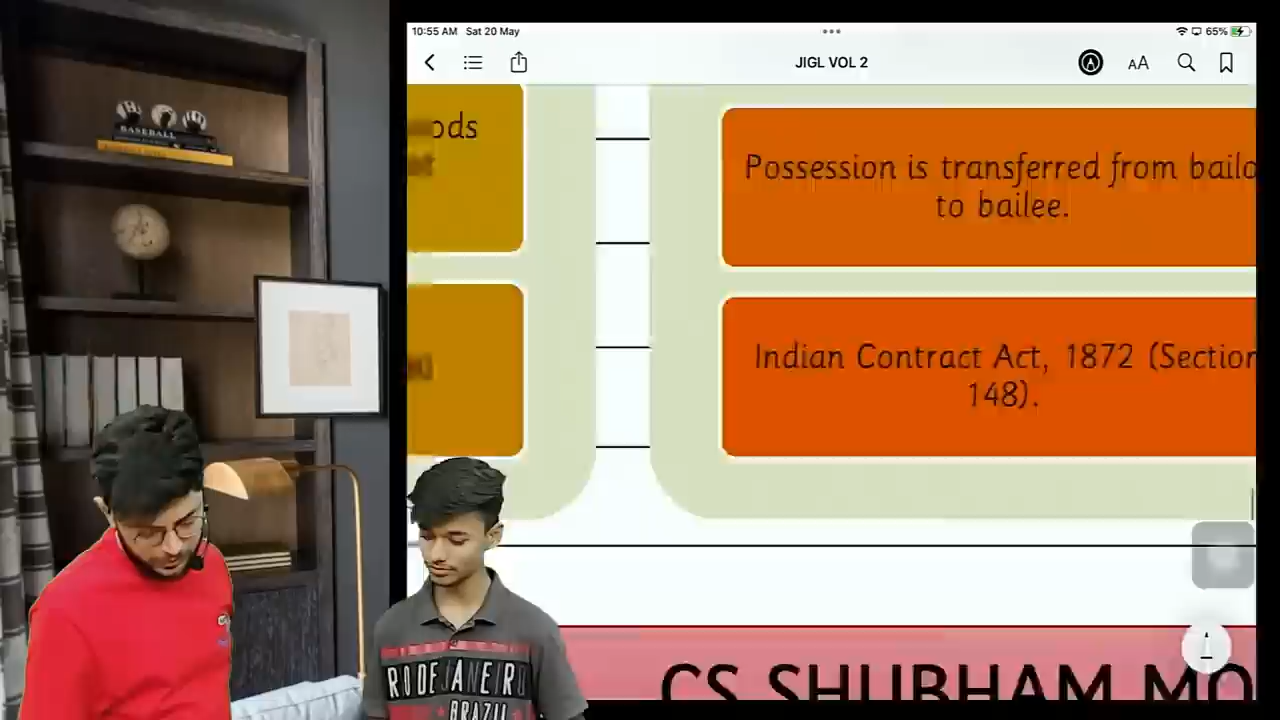 10:55 AM Sat 20 May
65%
JIGL VOL 2
AA
ods
Possession is transferred from bailo
to bailee.
Indian Contract Act, 1872 (Section
148).
CS SHUBHAM MO
BASEBALL
RIO DE JANEIRO
BRAZIL